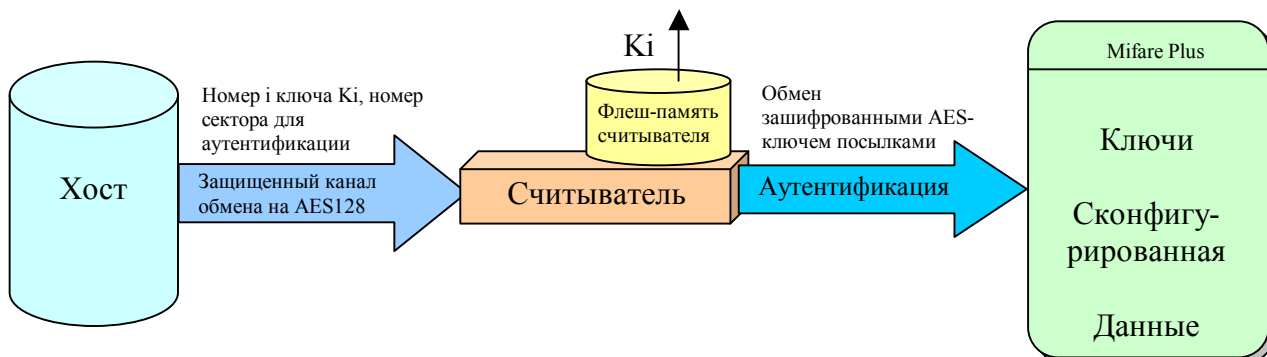 Хост
Номер i ключа Ki, номер
сектора для
аутентификации
Защищенный канал
обмена на AES128
Ki
Флеш-память
считывателя
Считыватель
Обмен
зашифрованными AES-
ключем посылками
Аутентификация
Mifare Plus
Ключи
Сконфигу-
рированная
Данные